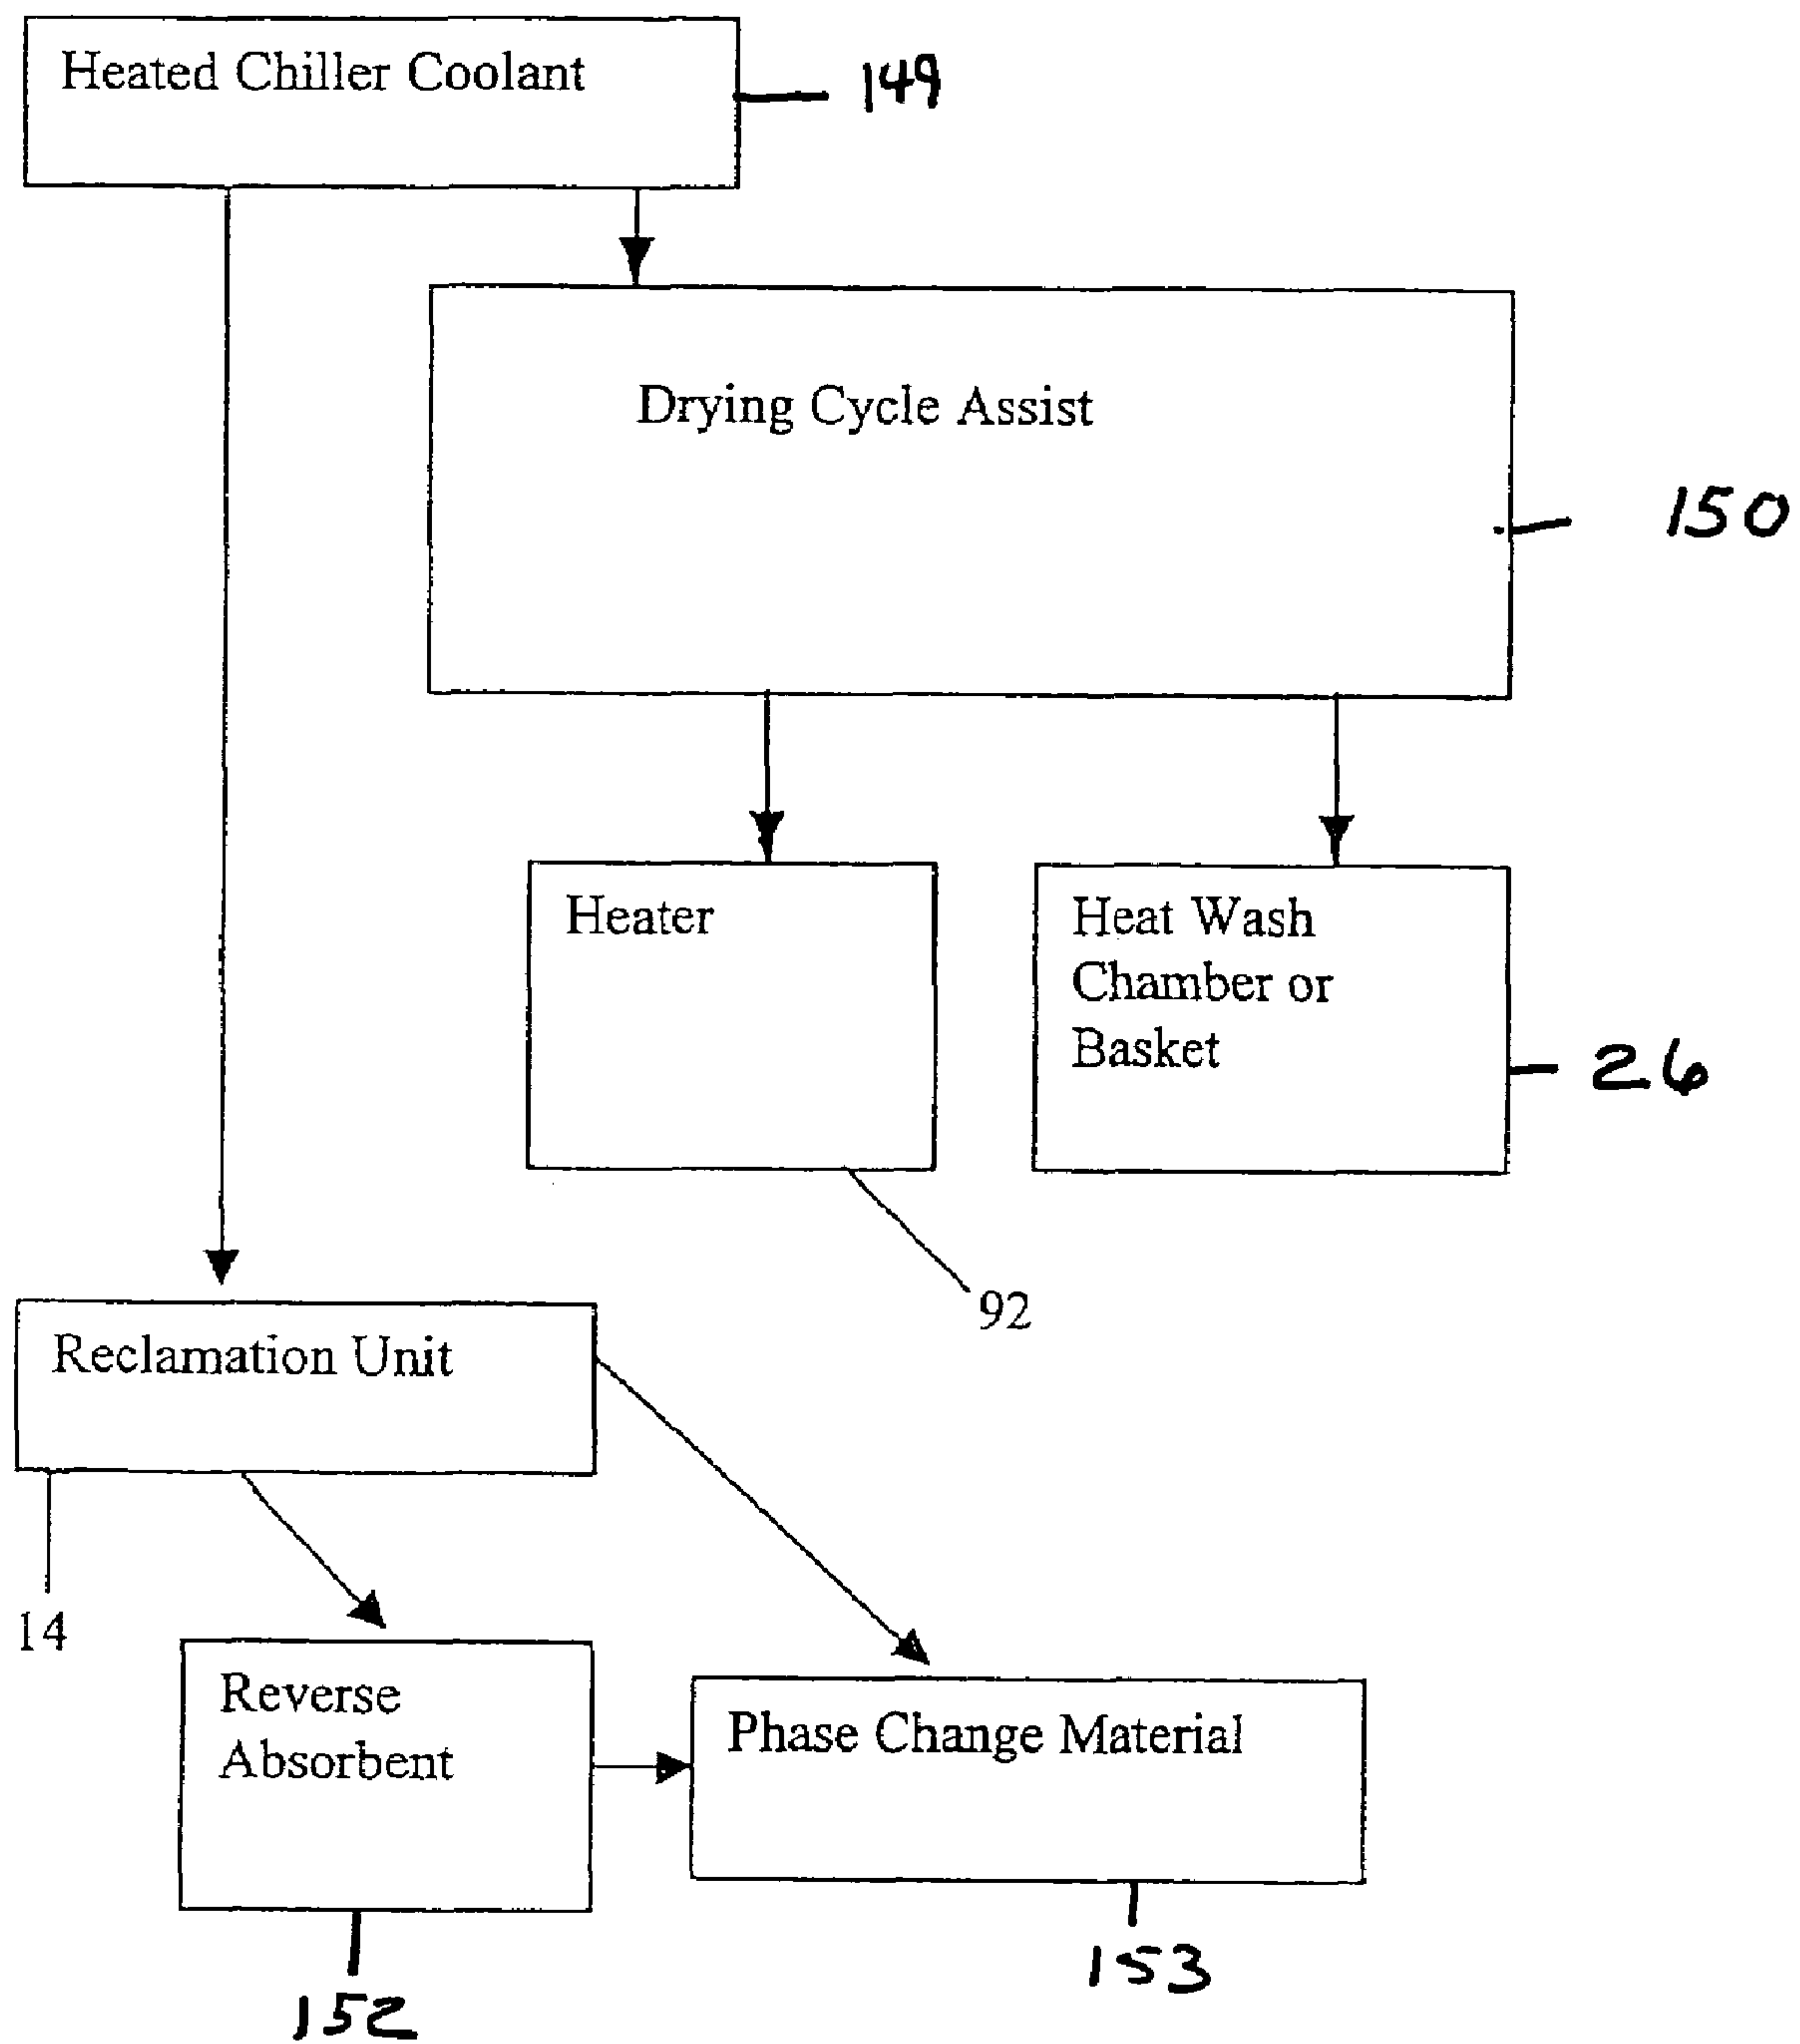 Heated Chiller Coolant
149
Drying Cycle Assist
150
Heater
Heat Wash
Chamber or
Basket
26
92
Reclamation Unit
14
Reverse
Absorbent
Phase Change Material
153
152